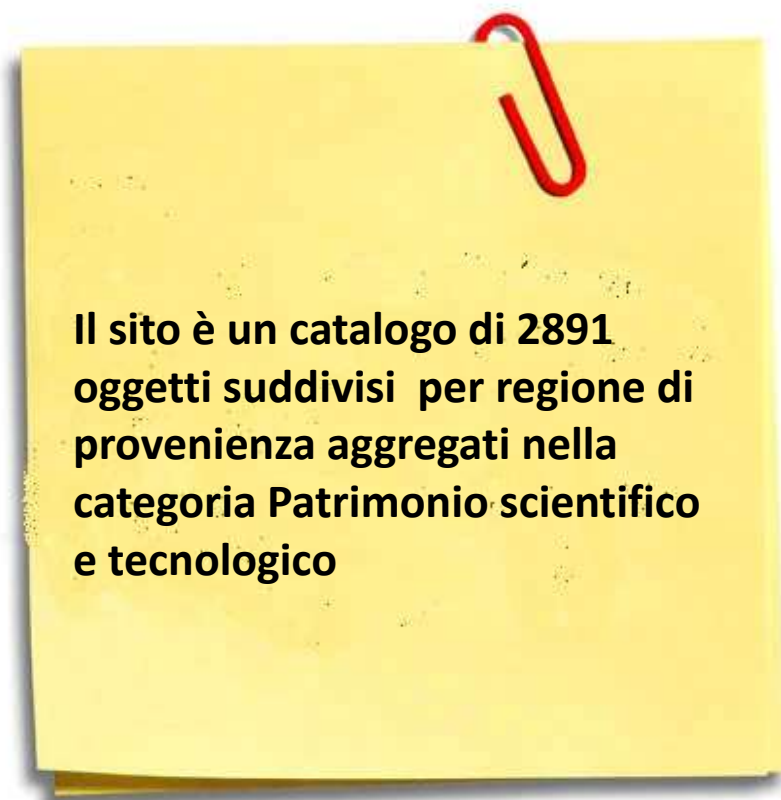 Il sito è un catalogo di 2891
oggetti suddivisi  per regione di
provenienza aggregati nella
categoria Patrimonio scientifico
e tecnologico